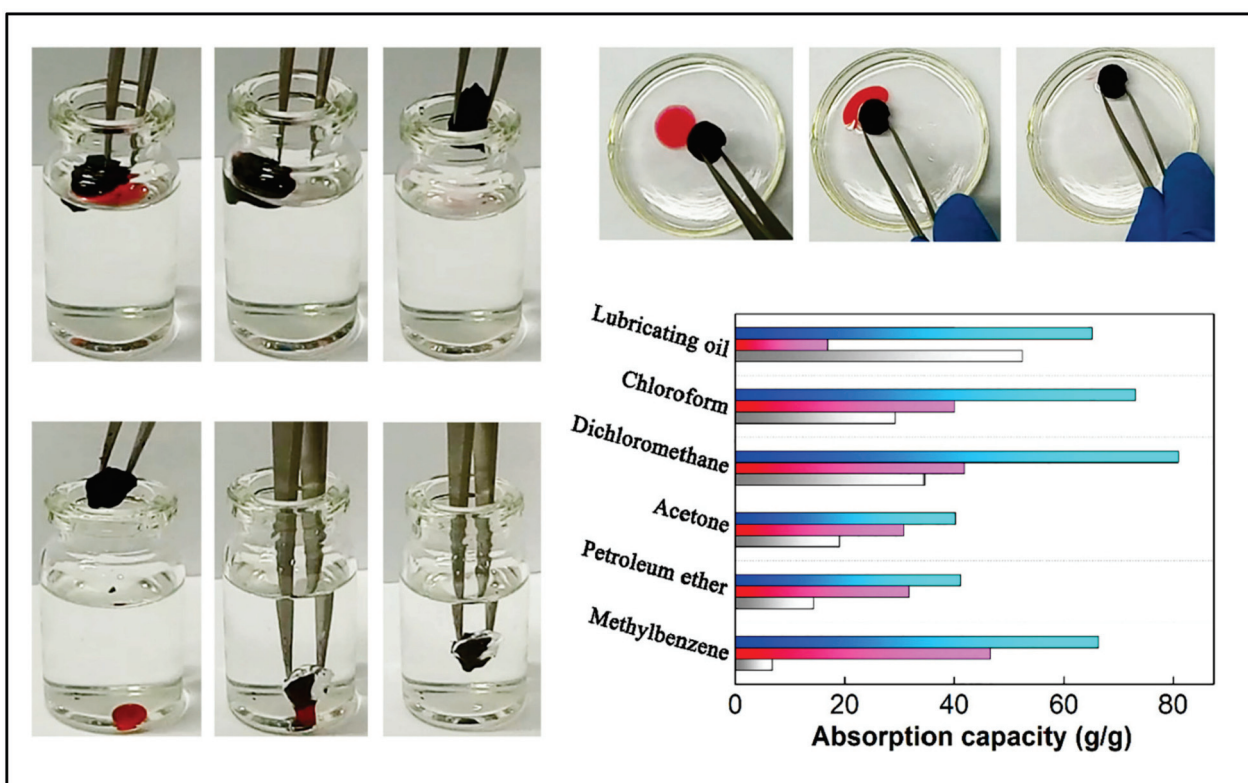 Lubricating oil
Chloroform
Dichloromethane
Acetone
Petroleum ether
Methylbenzene
0 20 40 60 80
Absorption capacity (g/g)